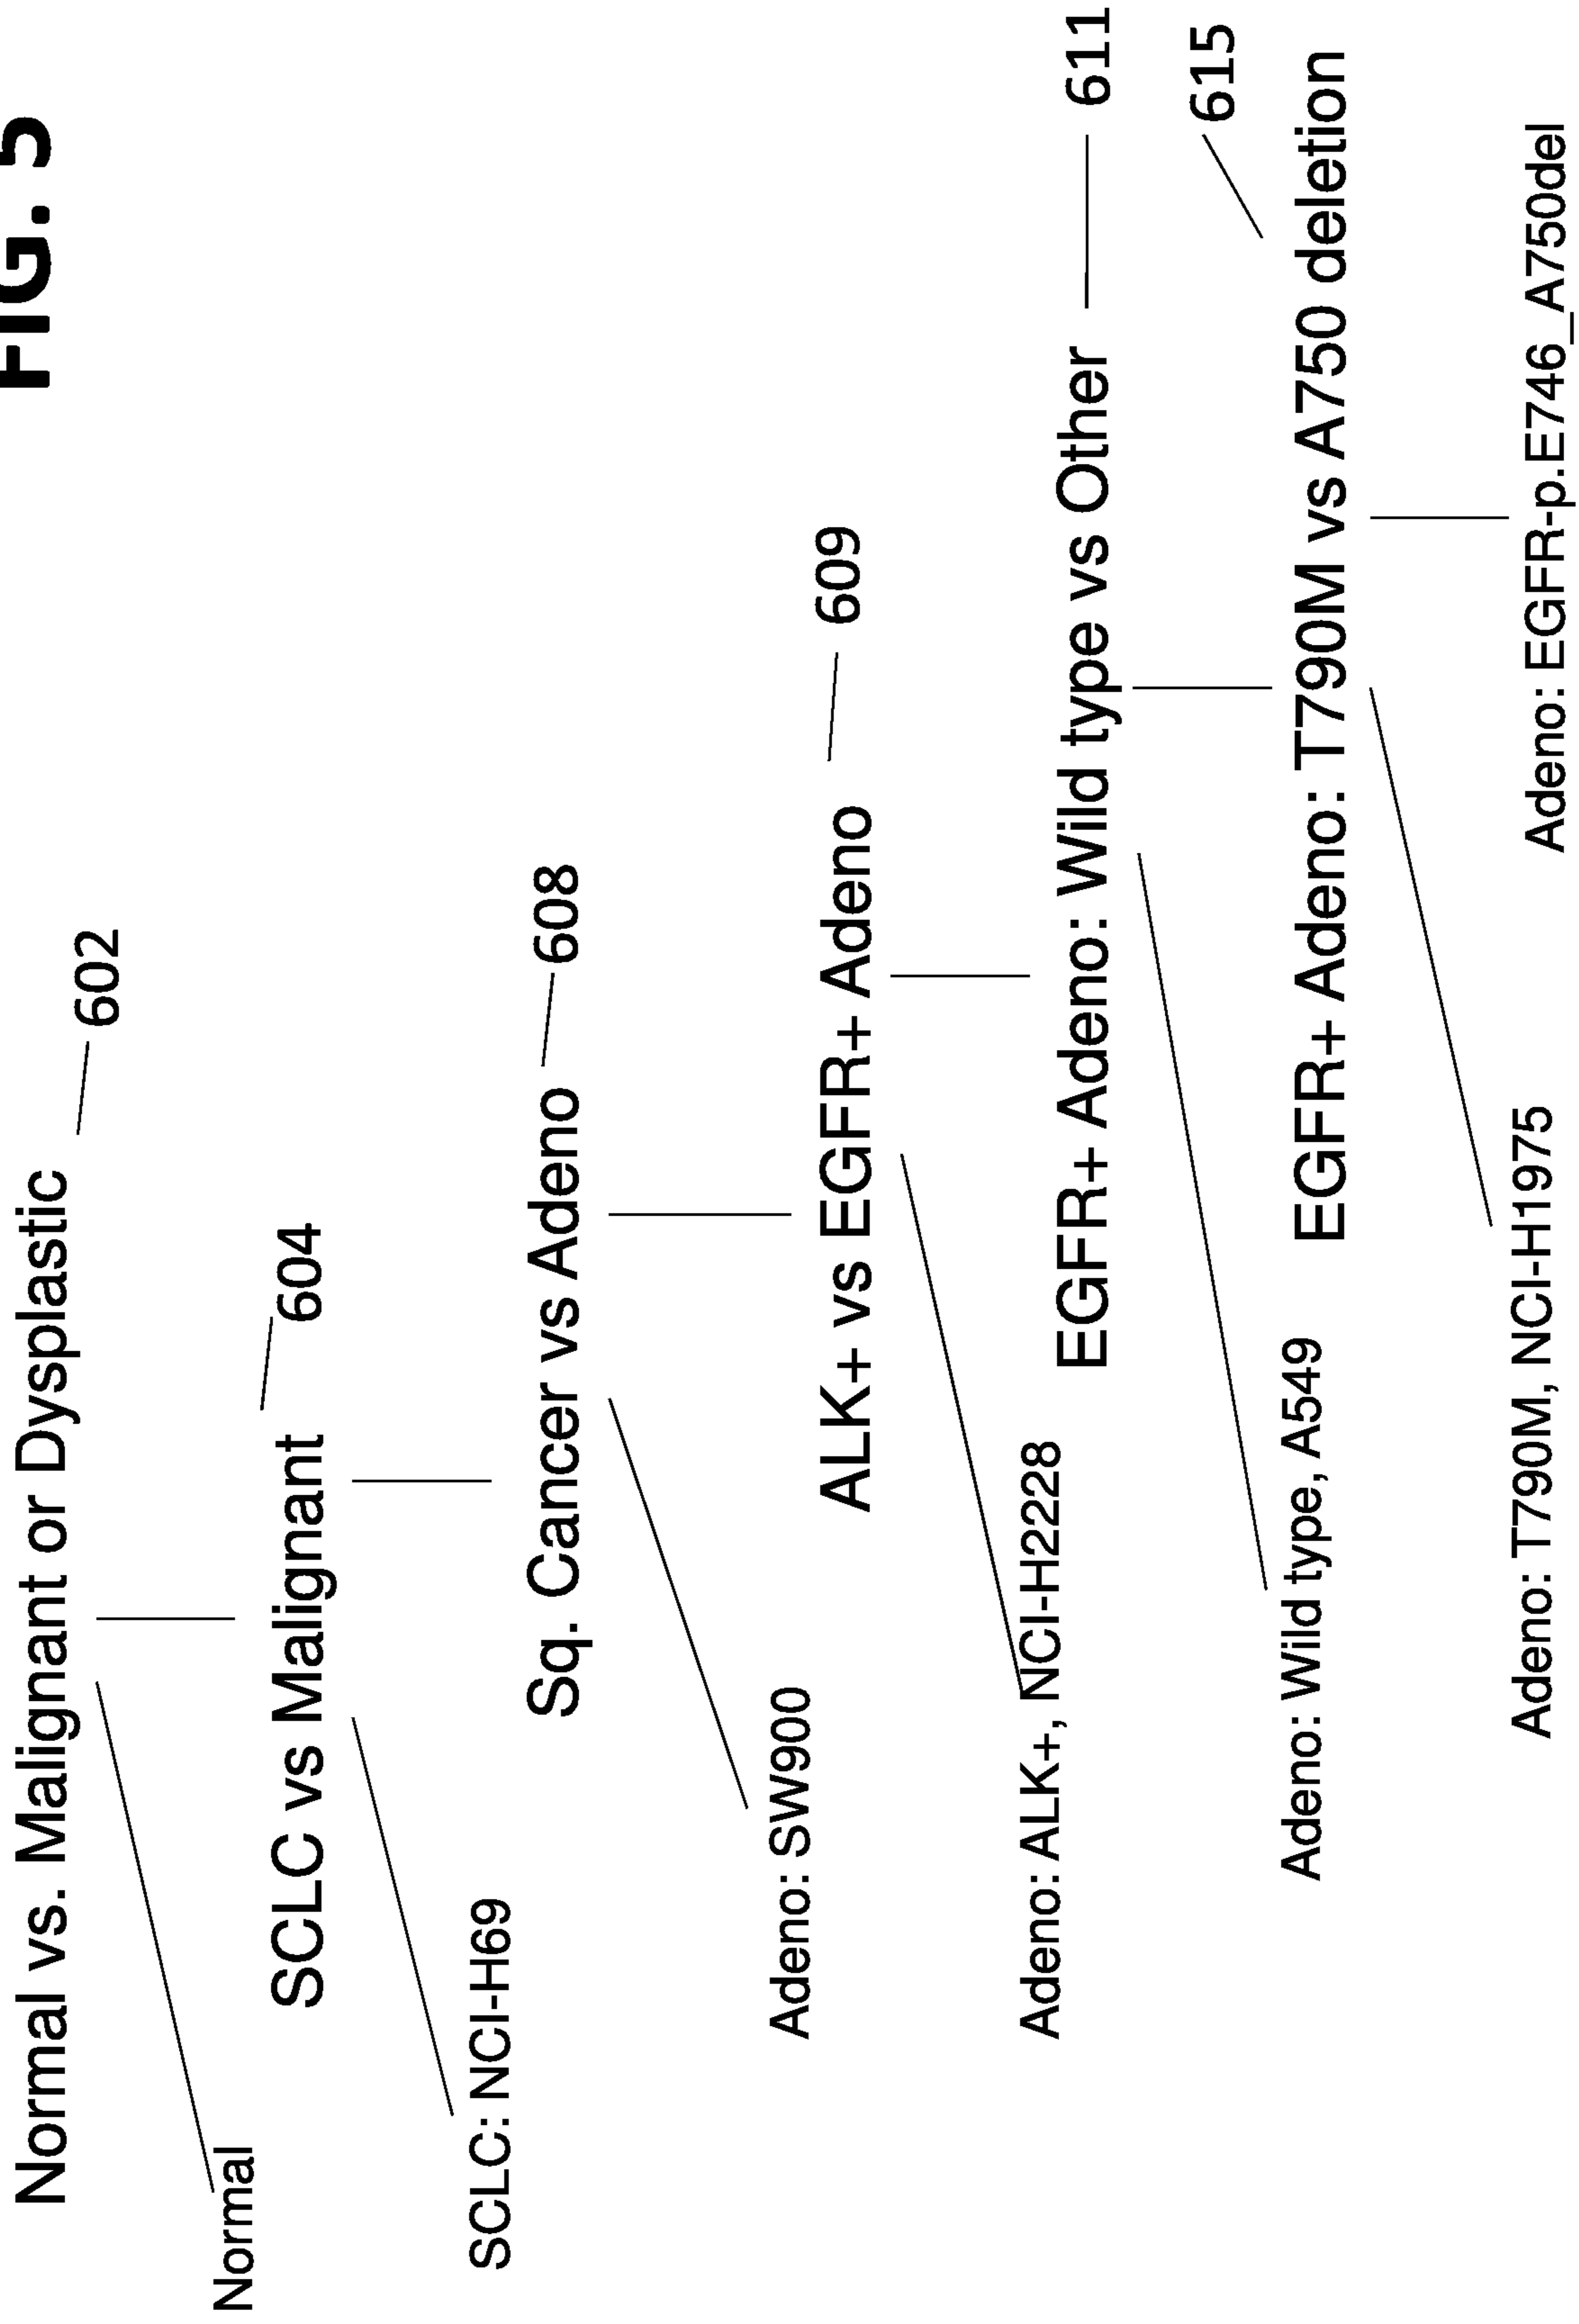 FIG. 5
Normal vs. Malignant or Dysplastic
602
Normal
SCLC vs Malignant
604
SCLC: NCI-H69
Sq. Cancer vs Adeno
608
Adeno: SW900
ALK+ vs EGFR+ Adeno
609
Adeno: ALK+, NCI-H2228
EGFR+ Adeno: Wild type vs Other
611
Adeno: Wild type, A549
EGFR+ Adeno: T790M vs A750 deletion
615
Adeno: T790M, NCI-H1975
Adeno: EGFR-p.E746_A750del